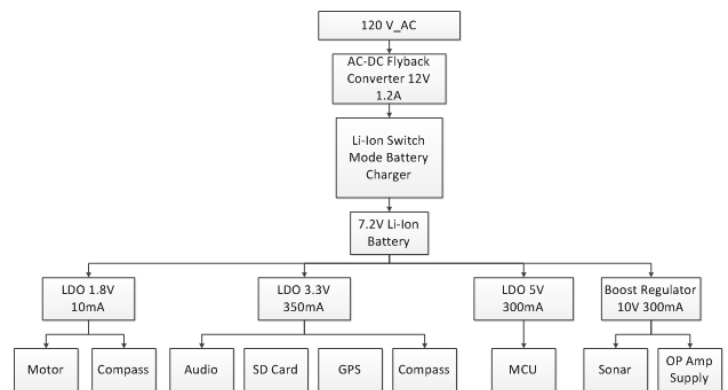 120 V_AC
AC-DC Flyback
Converter 12V
1.2A
Li-Ion Switch
Mode Battery
Charger
7.2V Li-Ion
Battery
LDO 1.8V
10mA
LDO 3.3V
350mA
LDO 5V
300mA
Boost Regulator
10V 300mA
Motor
Compass
Audio
SD Card
GPS
Compass
MCU
Sonar
OP Amp
Supply